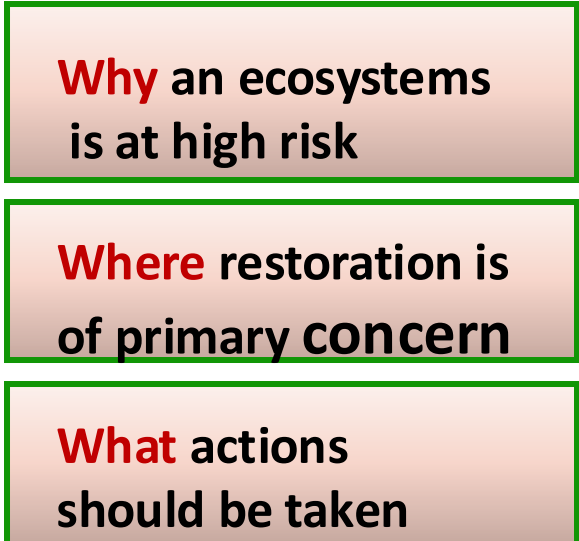 Why an ecosystems
is at high risk
Where restoration is
of primary concern
What actions
should be taken